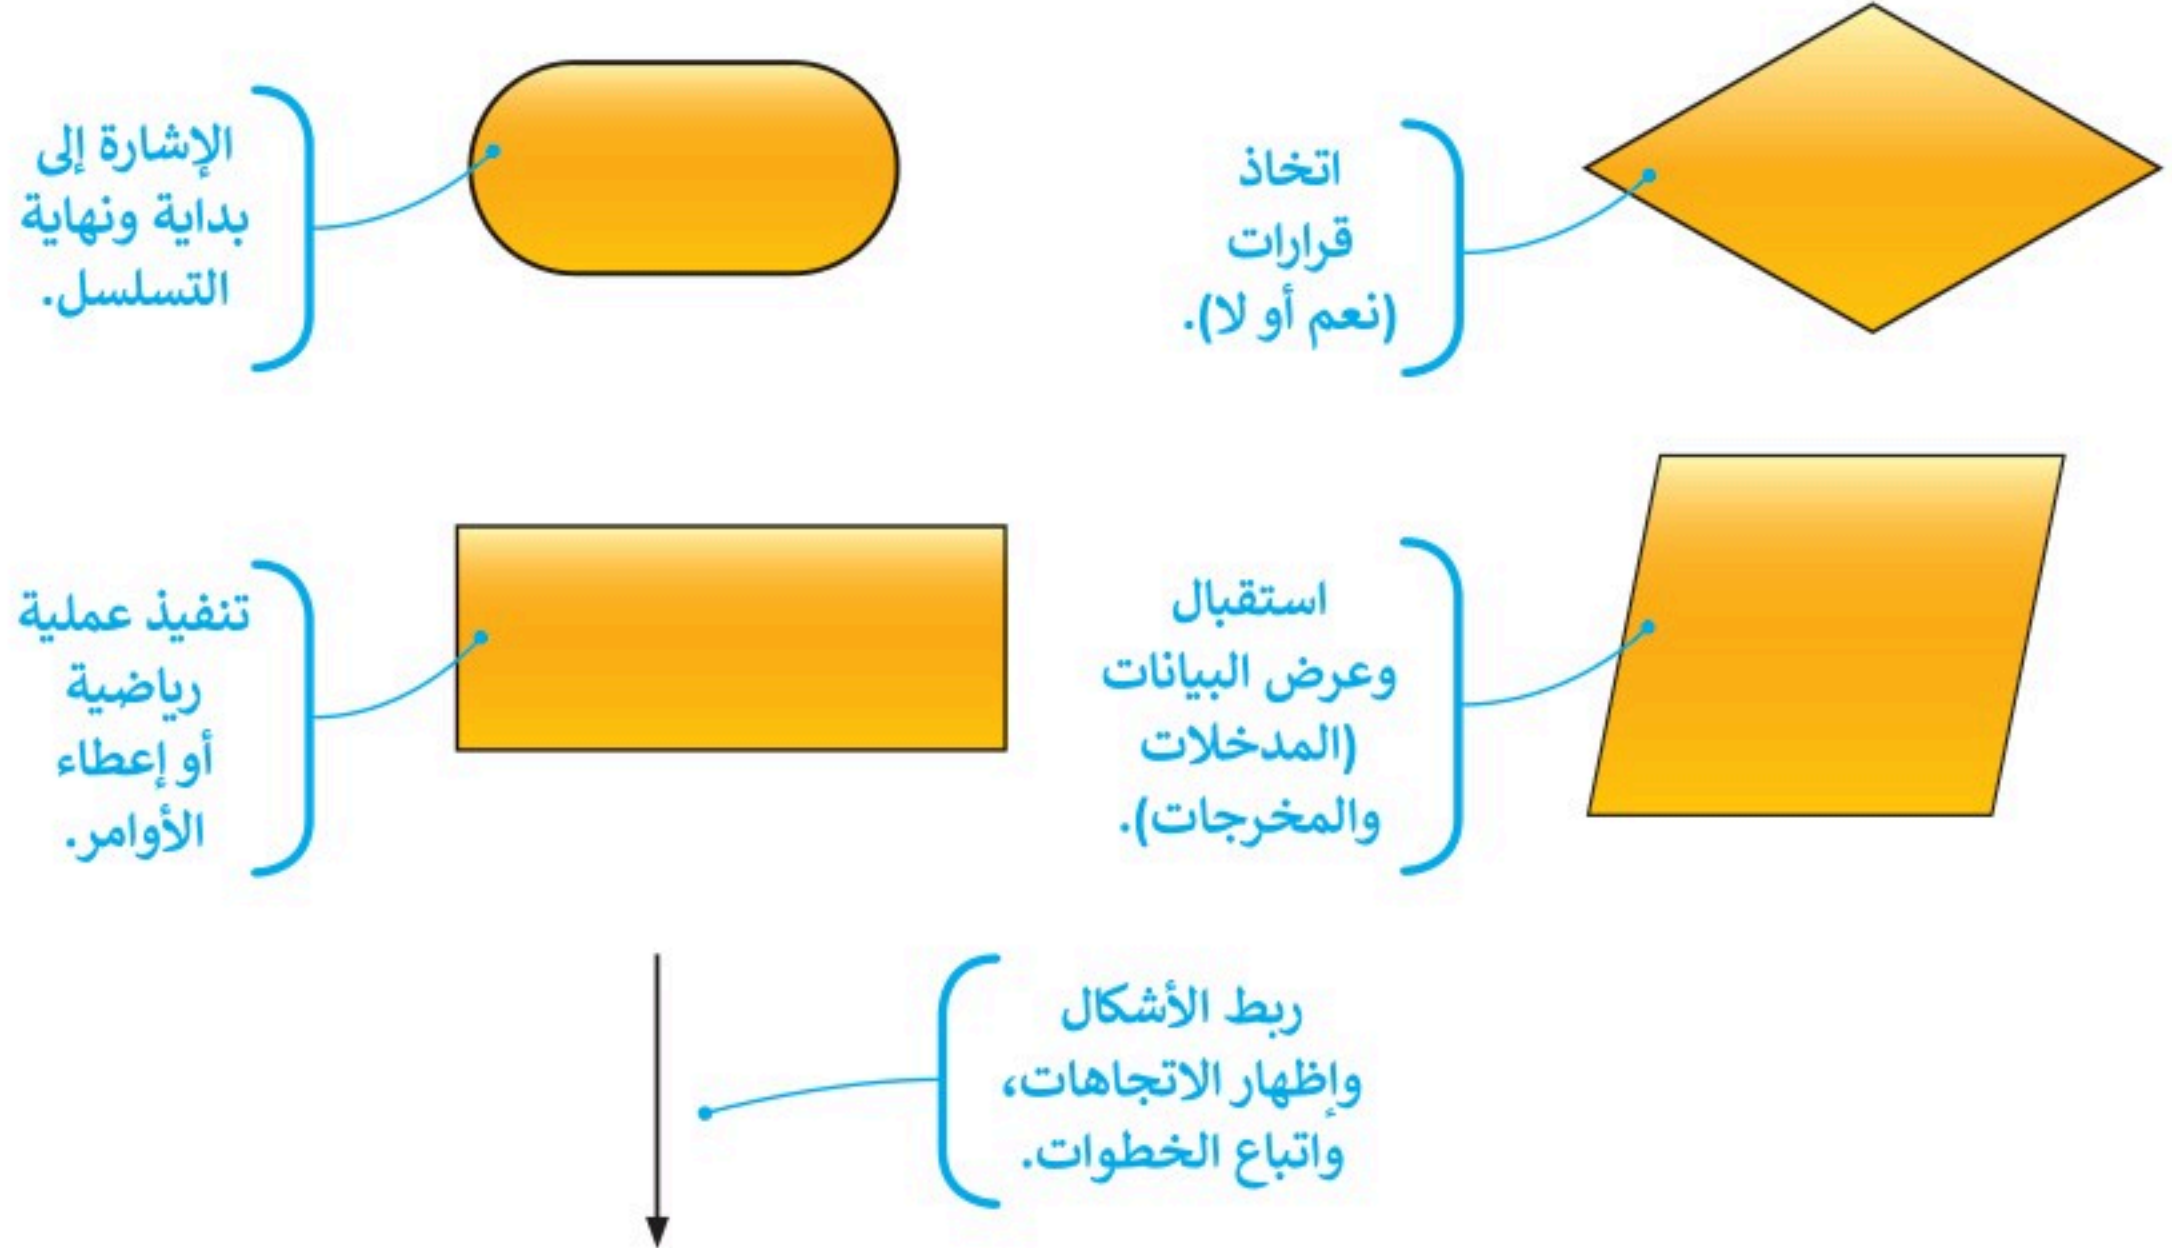 اتخاذ
قرارات
(نعم أو لا).
الإشارة إلى
بداية ونهاية
التسلسل.
استقبال
وعرض البيانات
(المدخلات
والمخرجات).
تنفيذ عملية
رياضية
أو إعطاء
الأوامر.
ربط الأشكال
وإظهار الاتجاهات،
واتباع الخطوات.